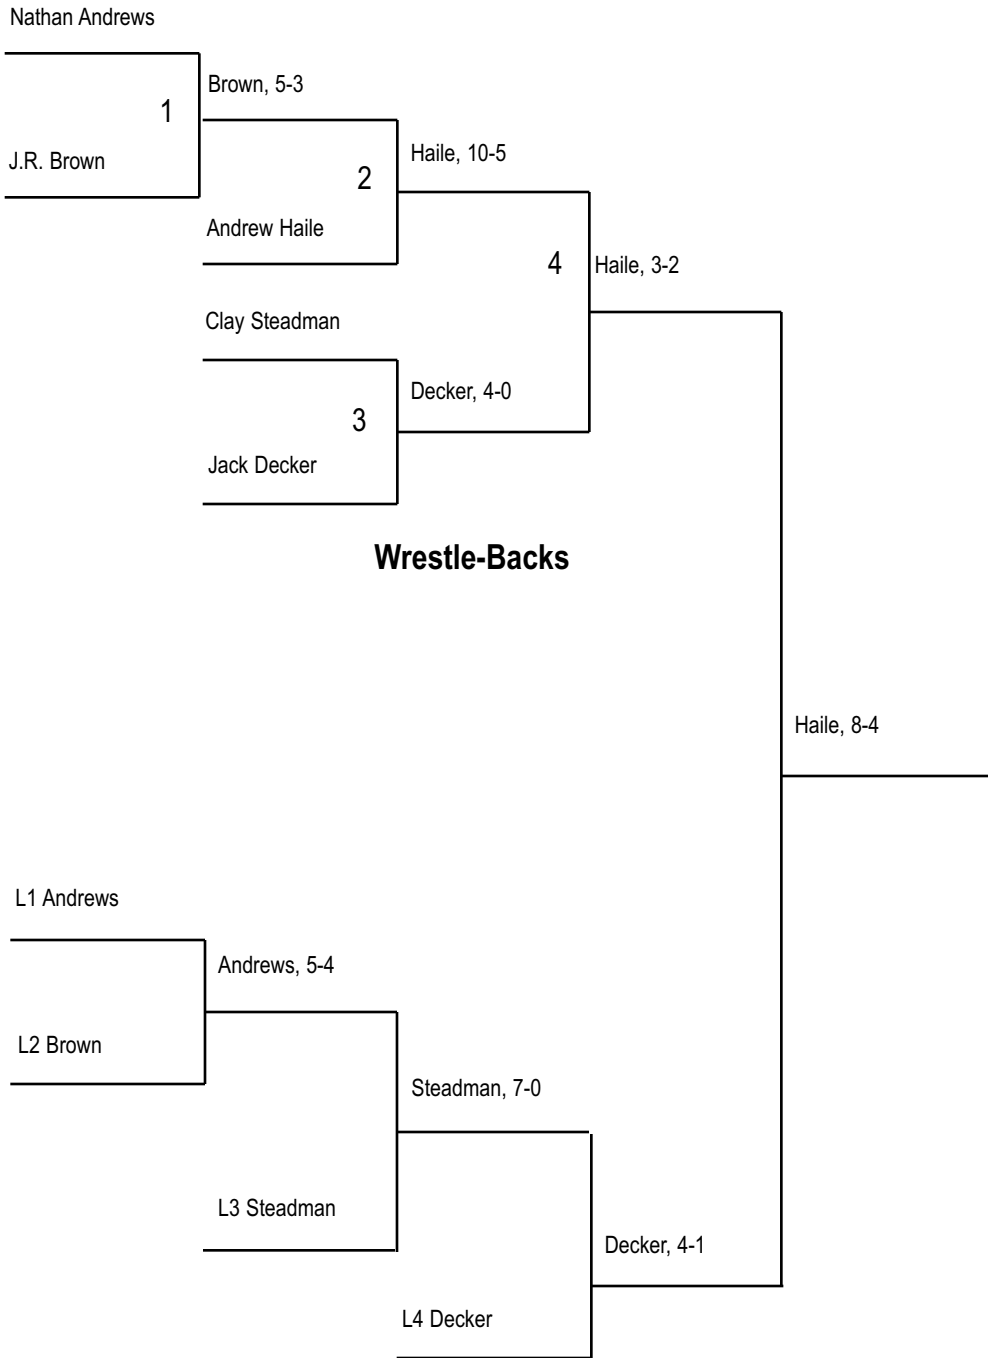 Nathan Andrews
Brown, 5-3
1
J.R. Brown
Haile, 10-5
2
Andrew Haile
4
Haile, 3-2
Clay Steadman
Decker, 4-0
3
Jack Decker
Wrestle-Backs
Haile, 8-4
L1 Andrews
Andrews, 5-4
L2 Brown
Steadman, 7-0
L3 Steadman
Decker, 4-1
L4 Decker